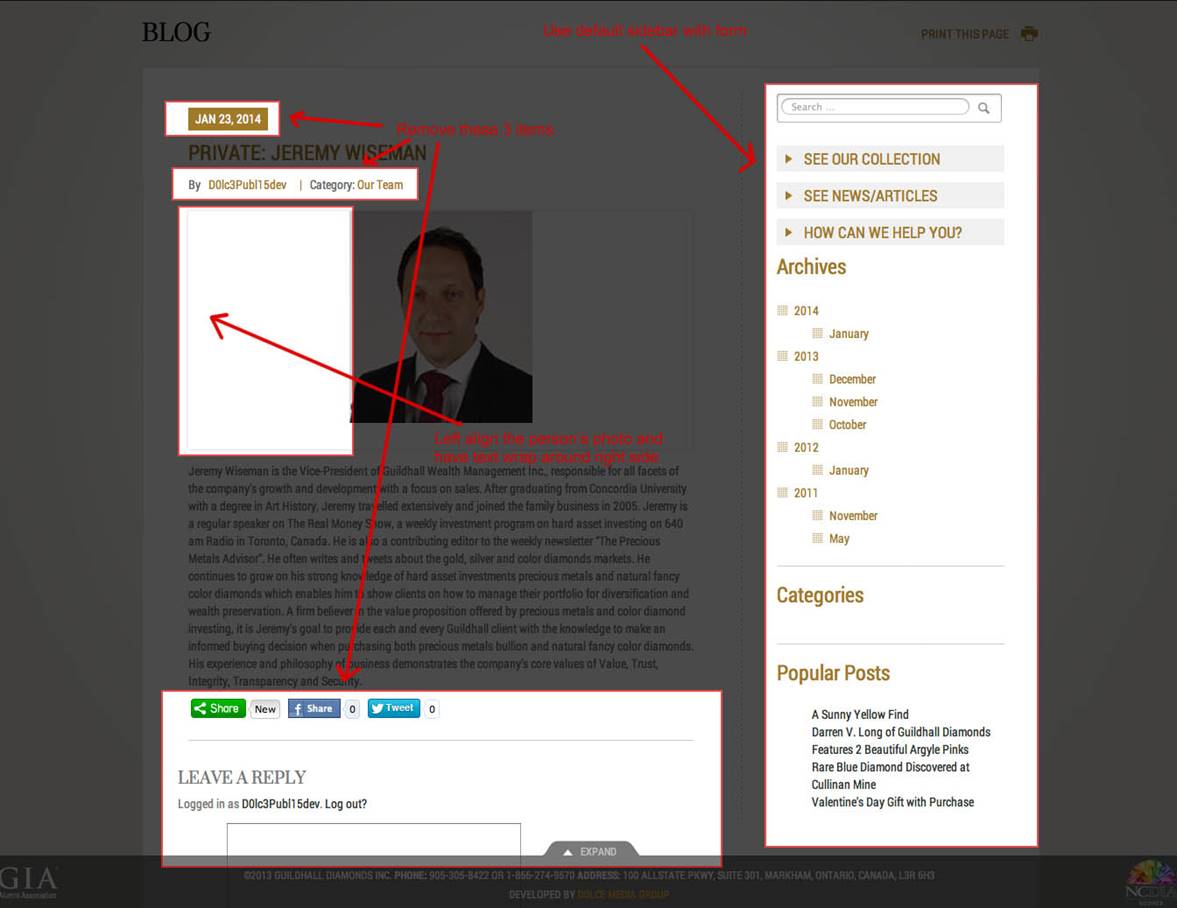 BLOG
Use default sidebar with form
PRINT THIS PAGE
JAN 23, 2014
Remove these 3 items
PRIVATE: JEREMY WISEMAN
By D0lc3Publ15dev | Category: Our Team
Left align the person's photo and
have text wrap around right side
Jeremy Wiseman is the Vice-President of Guildhall Wealth Management Inc., responsible for all facets of
the company's growth and development with a focus on sales. After graduating from Concordia University
with a degree in Art History, Jeremy travelled extensively and joined the family business in 2005. Jeremy is
a regular speaker on The Real Money Show, a weekly investment program on hard asset investing on 640
am Radio in Toronto, Canada. He is also a contributing editor to the weekly newsletter "The Precious
Metals Advisor". He often writes and tweets about the gold, silver and color diamonds markets. He
continues to grow on his strong knowledge of hard asset investments precious metals and natural fancy
color diamonds which enables him to show clients on how to manage their portfolio for diversification and
wealth preservation. A firm believer in the value proposition offered by precious metals and color diamond
investing, it is Jeremy's goal to provide each and every Guildhall client with the knowledge to make an
informed buying decision when purchasing both precious metals bullion and natural fancy color diamonds.
His experience and philosophy of business demonstrates the company's core values of Value, Trust,
Integrity, Transparency and Security.
Share New Share 0 Tweet 0
LEAVE A REPLY
Logged in as D0lc3Publ15dev. Log out?
Search ...
SEE OUR COLLECTION
SEE NEWS/ARTICLES
HOW CAN WE HELP YOU?
Archives
2014
January
2013
December
November
October
2012
January
2011
November
May
Categories
Popular Posts
A Sunny Yellow Find
Darren V. Long of Guildhall Diamonds
Features 2 Beautiful Argyle Pinks
Rare Blue Diamond Discovered at
Cullinan Mine
Valentine's Day Gift with Purchase
EXPAND
GIA
Alumni Association
©2013 GUILDHALL DIAMONDS INC. PHONE: 905-305-8422 OR 1-866-274-9570 ADDRESS: 100 ALLSTATE PKWY, SUITE 301, MARKHAM, ONTARIO, CANADA, L3R 6H3
DEVELOPED BY DOLCE MEDIA GROUP
NCDIA
MEMBER